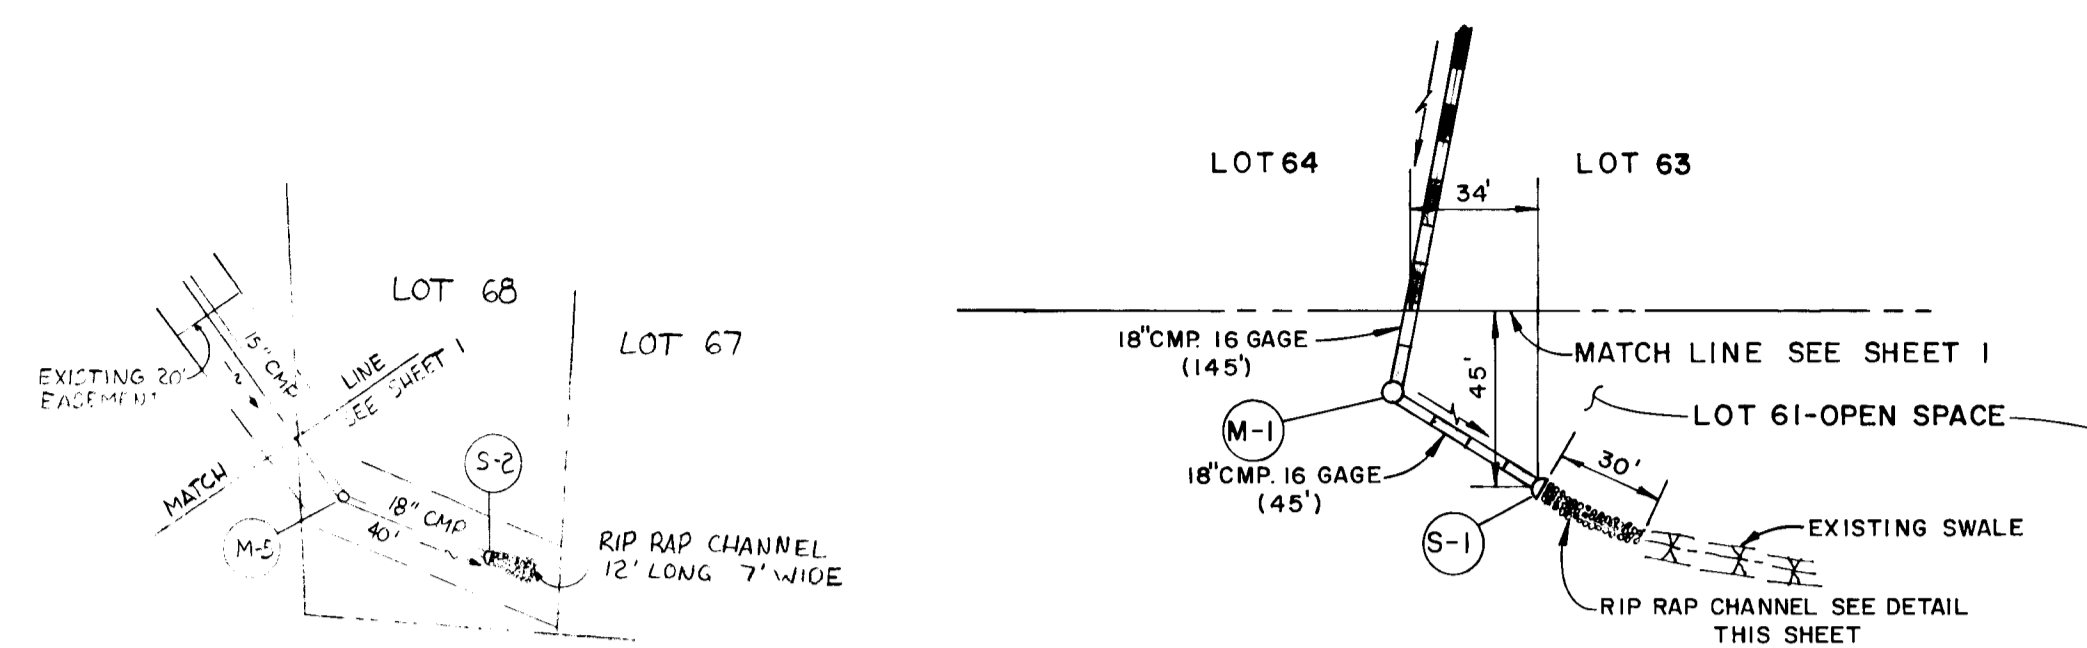 LOT 68
LOT 67
15" CMP
EXISTING 20'
EASEMENT
LINE
SEE SHEET 1
MATCH
S-2
18" CMP
40'
M-5
RIP RAP CHANNEL
12' LONG 7' WIDE
LOT 64
LOT 63
34'
18" CMP. 16 GAGE
(145')
MATCH LINE SEE SHEET 1
45'
LOT 61-OPEN SPACE
M-1
30'
18" CMP. 16 GAGE
(45')
S-1
EXISTING SWALE
RIP RAP CHANNEL SEE DETAIL
THIS SHEET